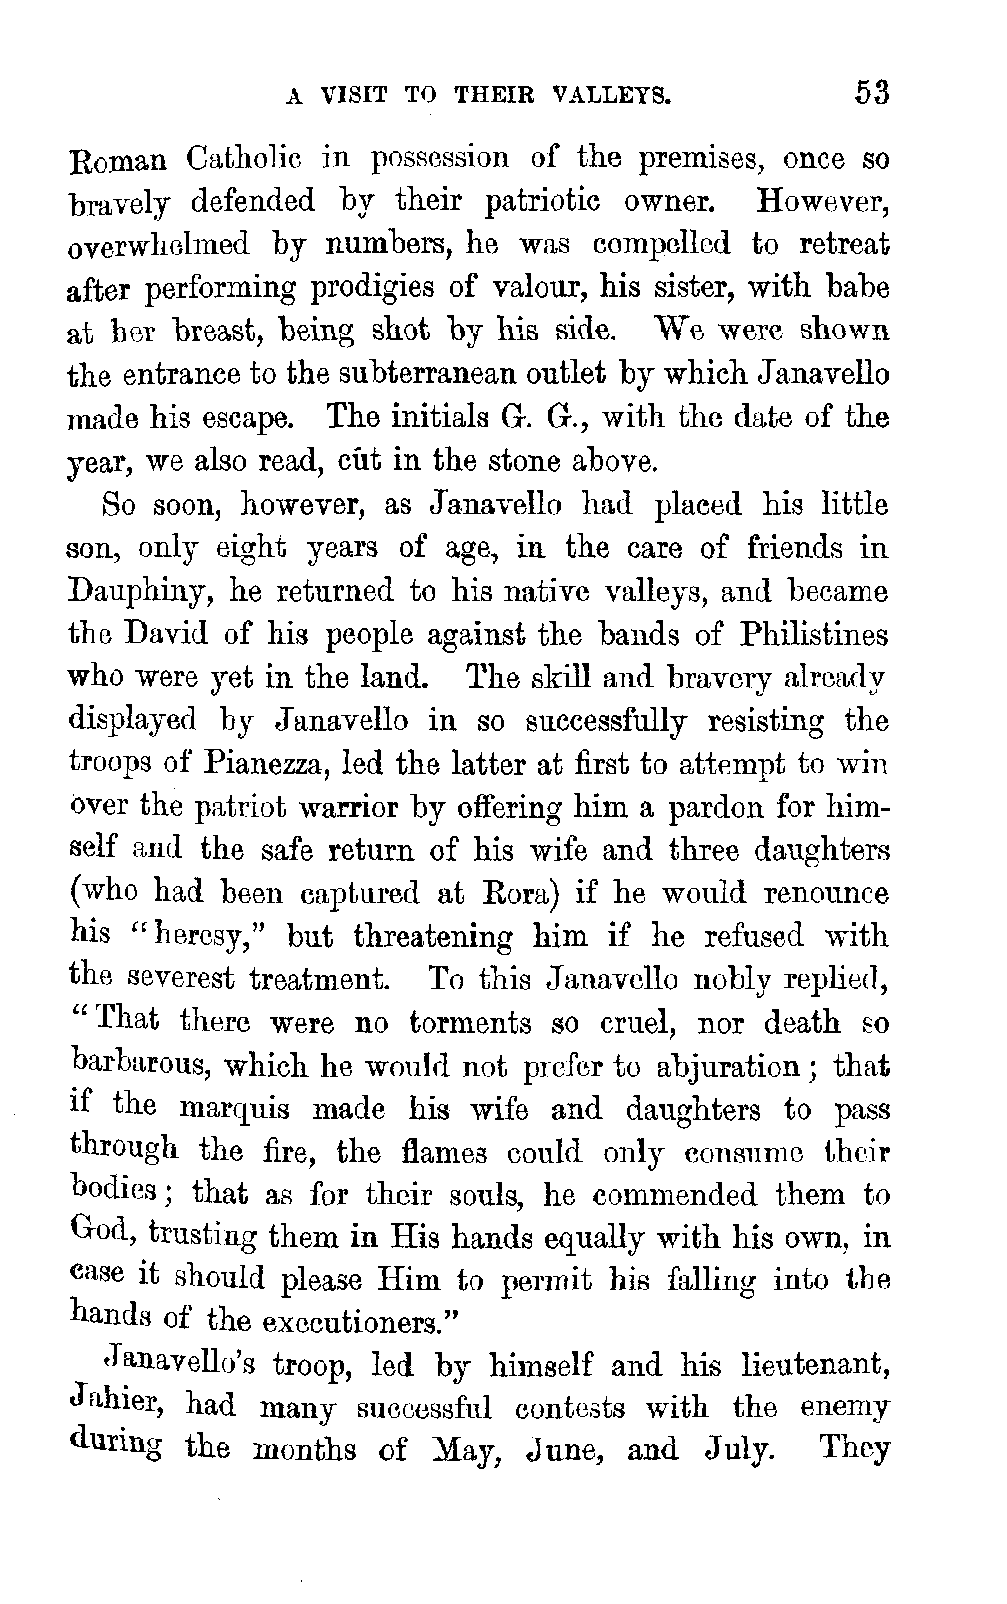 A VISIT TO THEIR VALLEYS. 53
Roman Catholic in possession of the premises, once so
bravely defended by their patriotic owner. However,
overwhelmed by numbers, he was compelled to retreat
after performing prodigies of valour, his sister, with babe
at her breast, being shot by his side. We were shown
the entrance to the subterranean outlet by which Janavello
made his escape. The initials G. G., with the date of the
year, we also read, cut in the stone above.
So soon, however, as Janavello had placed his little
son, only eight years of age, in the care of friends in
Dauphiny, he returned to his native valleys, and became
the David of his people against the bands of Philistines
who were yet in the land. The skill and bravery already
displayed by Janavello in so successfully resisting the
troops of Pianezza, led the latter at first to attempt to win
over the patriot warrior by offering him a pardon for him-
self and the safe return of his wife and three daughters
(who had been captured at Rora) if he would renounce
his "heresy," but threatening him if he refused with
the severest treatment. To this Janavello nobly replied,
"That there were no torments so cruel, nor death so
barbarous, which he would not prefer to abjuration; that
if the marquis made his wife and daughters to pass
through the fire, the flames could only consume their
bodies; that as for their souls, he commended them to
God, trusting them in His hands equally with his own, in
case it should please Him to permit his falling into the
hands of the executioners."
Janavello's troop, led by himself and his lieutenant,
Jahier, had many successful contests with the enemy
during the months of May, June, and July. They